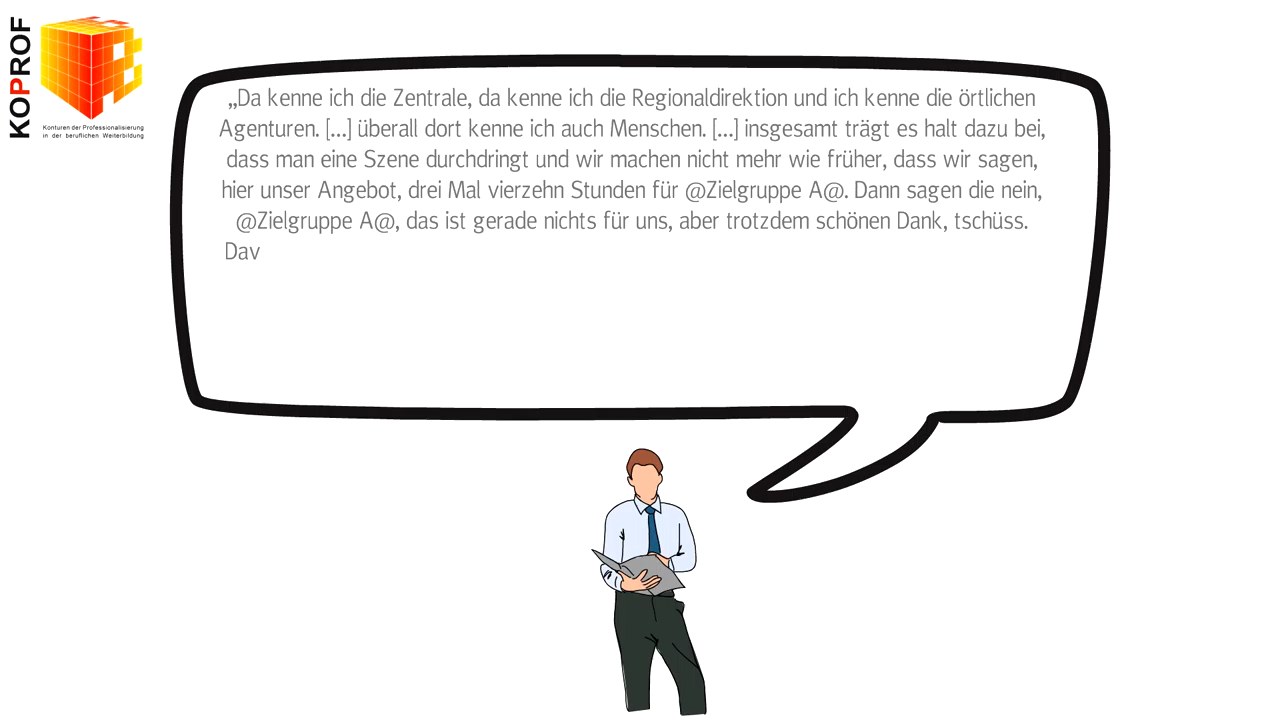 KOPROF
Konturen der Professionalisierung
in der beruflichen Weiterbildung
„Da kenne ich die Zentrale, da kenne ich die Regionaldirektion und ich kenne die örtlichen
Agenturen. [...] überall dort kenne ich auch Menschen. [...] insgesamt trägt es halt dazu bei,
dass man eine Szene durchdringt und wir machen nicht mehr wie früher, dass wir sagen,
hier unser Angebot, drei Mal vierzehn Stunden für @Zielgruppe A@. Dann sagen die nein,
@Zielgruppe A@, das ist gerade nichts für uns, aber trotzdem schönen Dank, tschüss.
Dav